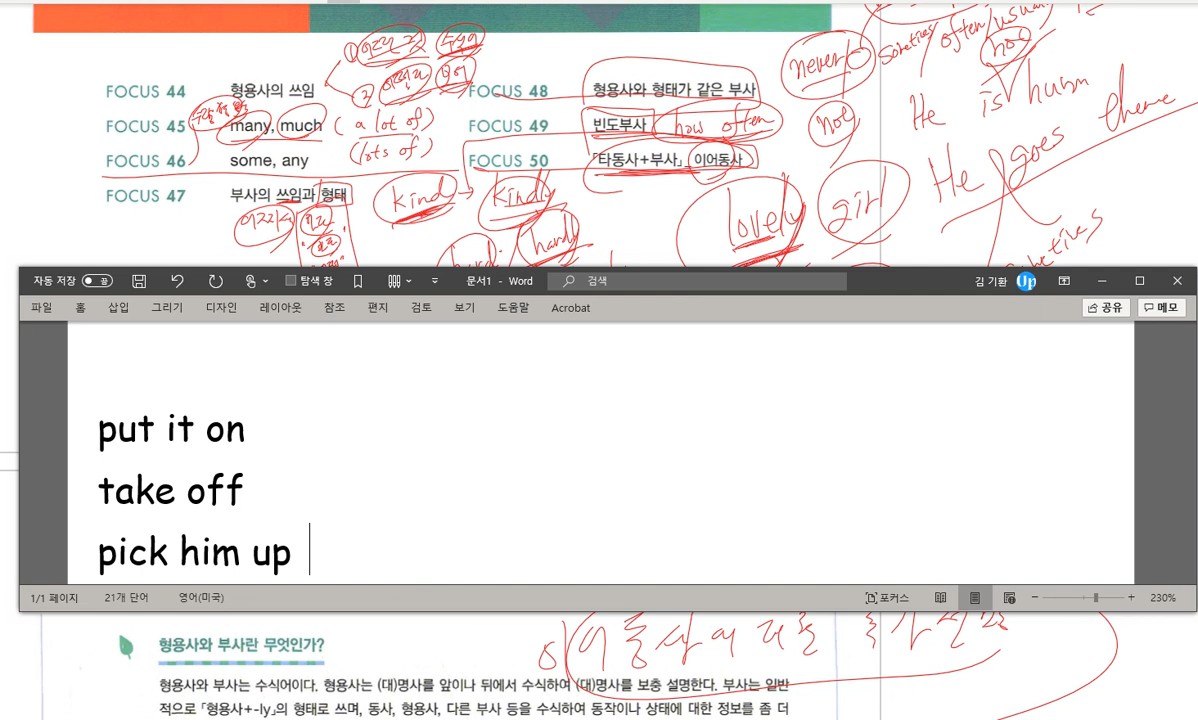 FOCUS 44 형용사의 쓰임
FOCUS 45 many, much (a lot of)
(lots of)
FOCUS 46 some, any
FOCUS 47 부사의 쓰임과 형태
FOCUS 48 형용사와 형태가 같은 부사
FOCUS 49 빈도부사 how often
FOCUS 50 「타동사+부사」 이어동사
kind kindly
hard
lovely girl
never
often/
not
not
He is human
He goes there
자동 저장 끔 탐색 창 문서1 - Word 검색 김 기환 Up
파일 홈 삽입 그리기 디자인 레이아웃 참조 편지 검토 보기 도움말 Acrobat 공유 메모
put it on
take off
pick him up
1/1 페이지 21개 단어 영어(미국) 포커스 230%
형용사와 부사란 무엇인가?
형용사와 부사는 수식어이다. 형용사는 (대)명사를 앞이나 뒤에서 수식하여 (대)명사를 보충 설명한다. 부사는 일반
적으로 「형용사+-ly」의 형태로 쓰며, 동사, 형용사, 다른 부사 등을 수식하여 동작이나 상태에 대한 정보를 좀 더